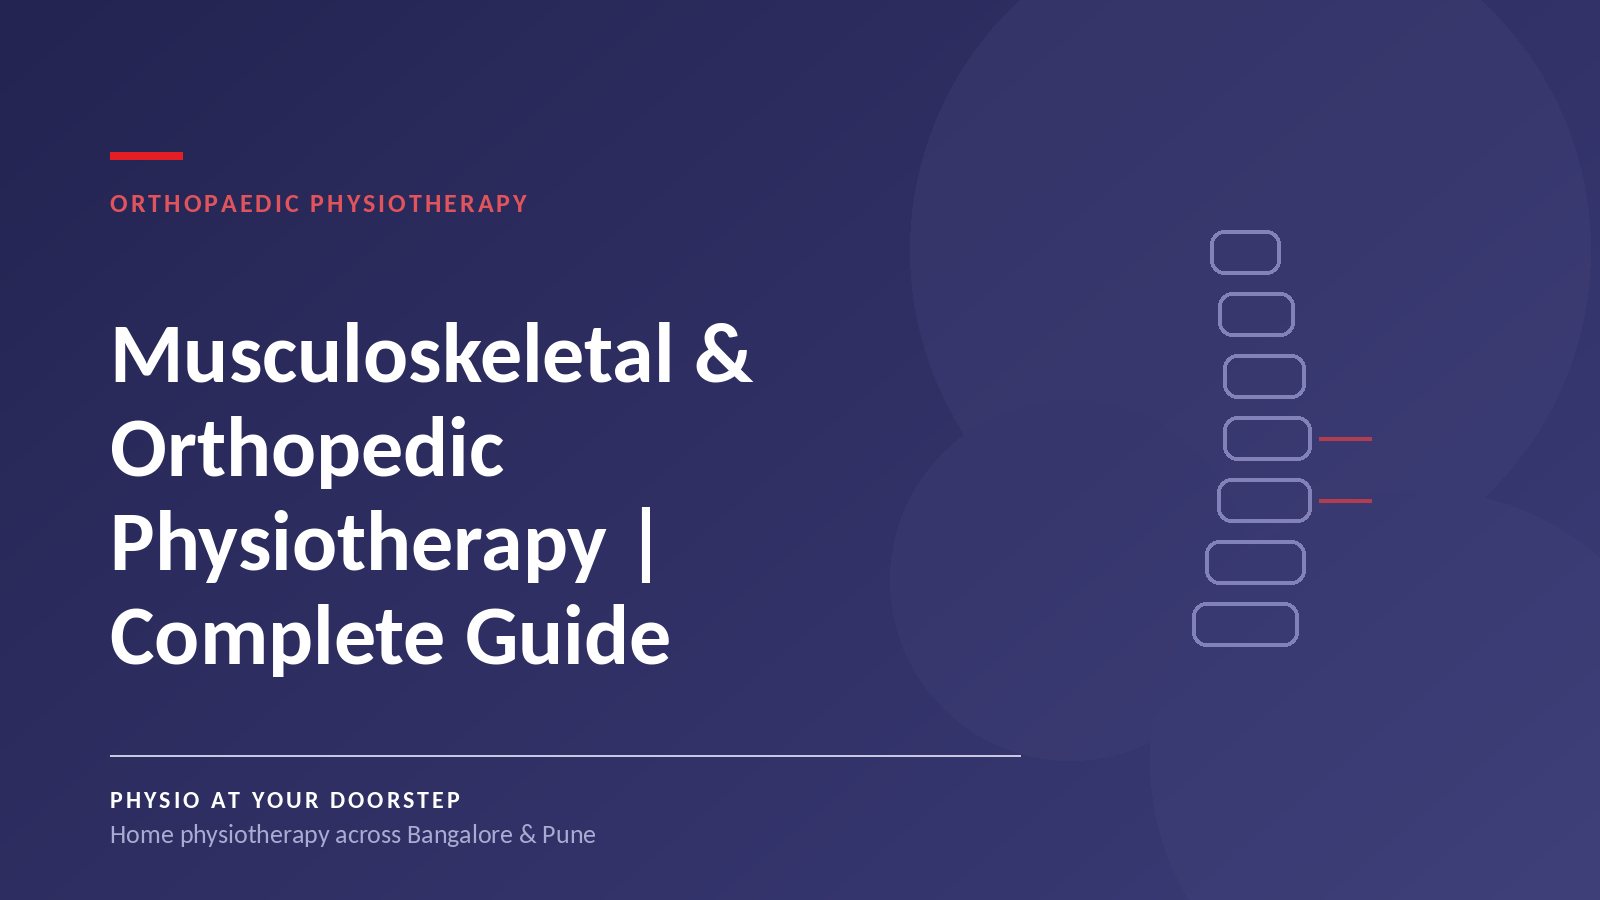 ORTHOPAEDIC PHYSIOTHERAPY
Musculoskeletal &
Orthopedic
Physiotherapy |
Complete Guide
PHYSIO AT YOUR DOORSTEP
Home physiotherapy across Bangalore & Pune